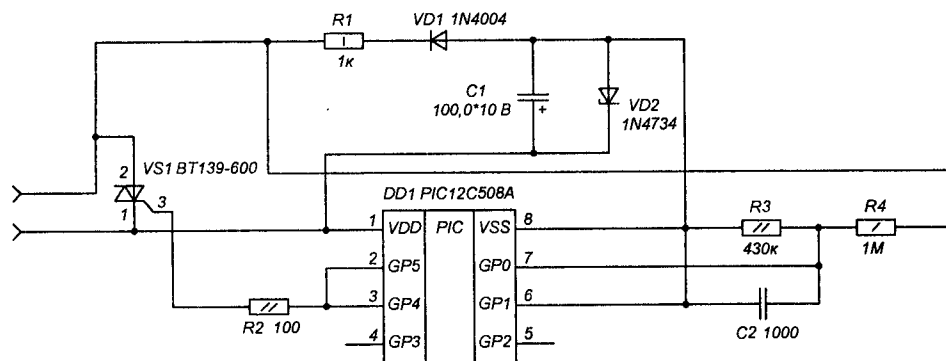 R1
VD1 1N4004
1к
C1
100,0*10 В
+
VD2
1N4734
VS1 BT139-600
2
3
1
DD1 PIC12C508A
1 VDD PIC VSS 8
2 GP5 GP0 7
3 GP4 GP1 6
4 GP3 GP2 5
R2 100
R3
430к
R4
1М
C2 1000